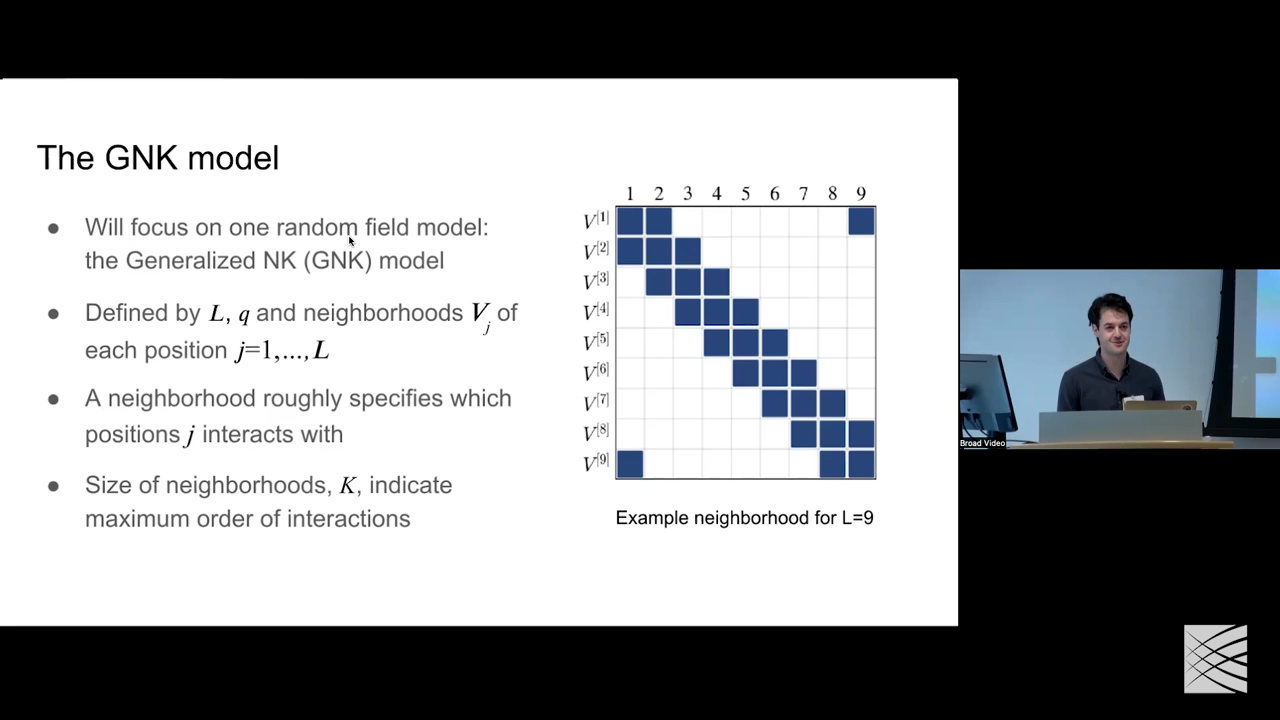 The GNK model
● Will focus on one random field model:
the Generalized NK (GNK) model
● Defined by L, q and neighborhoods Vj of
each position j=1,...,L
● A neighborhood roughly specifies which
positions j interacts with
● Size of neighborhoods, K, indicate
maximum order of interactions
1 2 3 4 5 6 7 8 9
V[1]
V[2]
V[3]
V[4]
V[5]
V[6]
V[7]
V[8]
V[9]
Example neighborhood for L=9
Broad Video